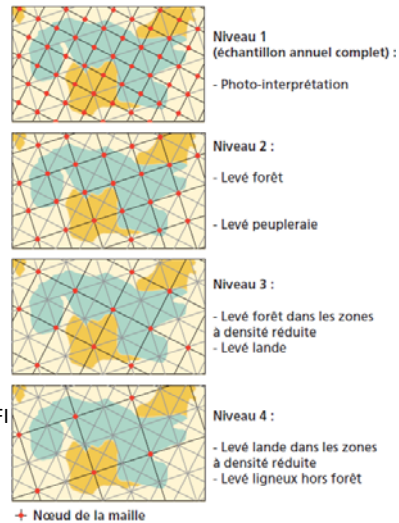 Niveau 1
(échantillon annuel complet) :
- Photo-interprétation
Niveau 2 :
- Levé forêt
- Levé peupleraie
Niveau 3 :
- Levé forêt dans les zones
à densité réduite
- Levé lande
FI
Niveau 4 :
- Levé lande dans les zones
à densité réduite
- Levé ligneux hors forêt
Nœud de la maille